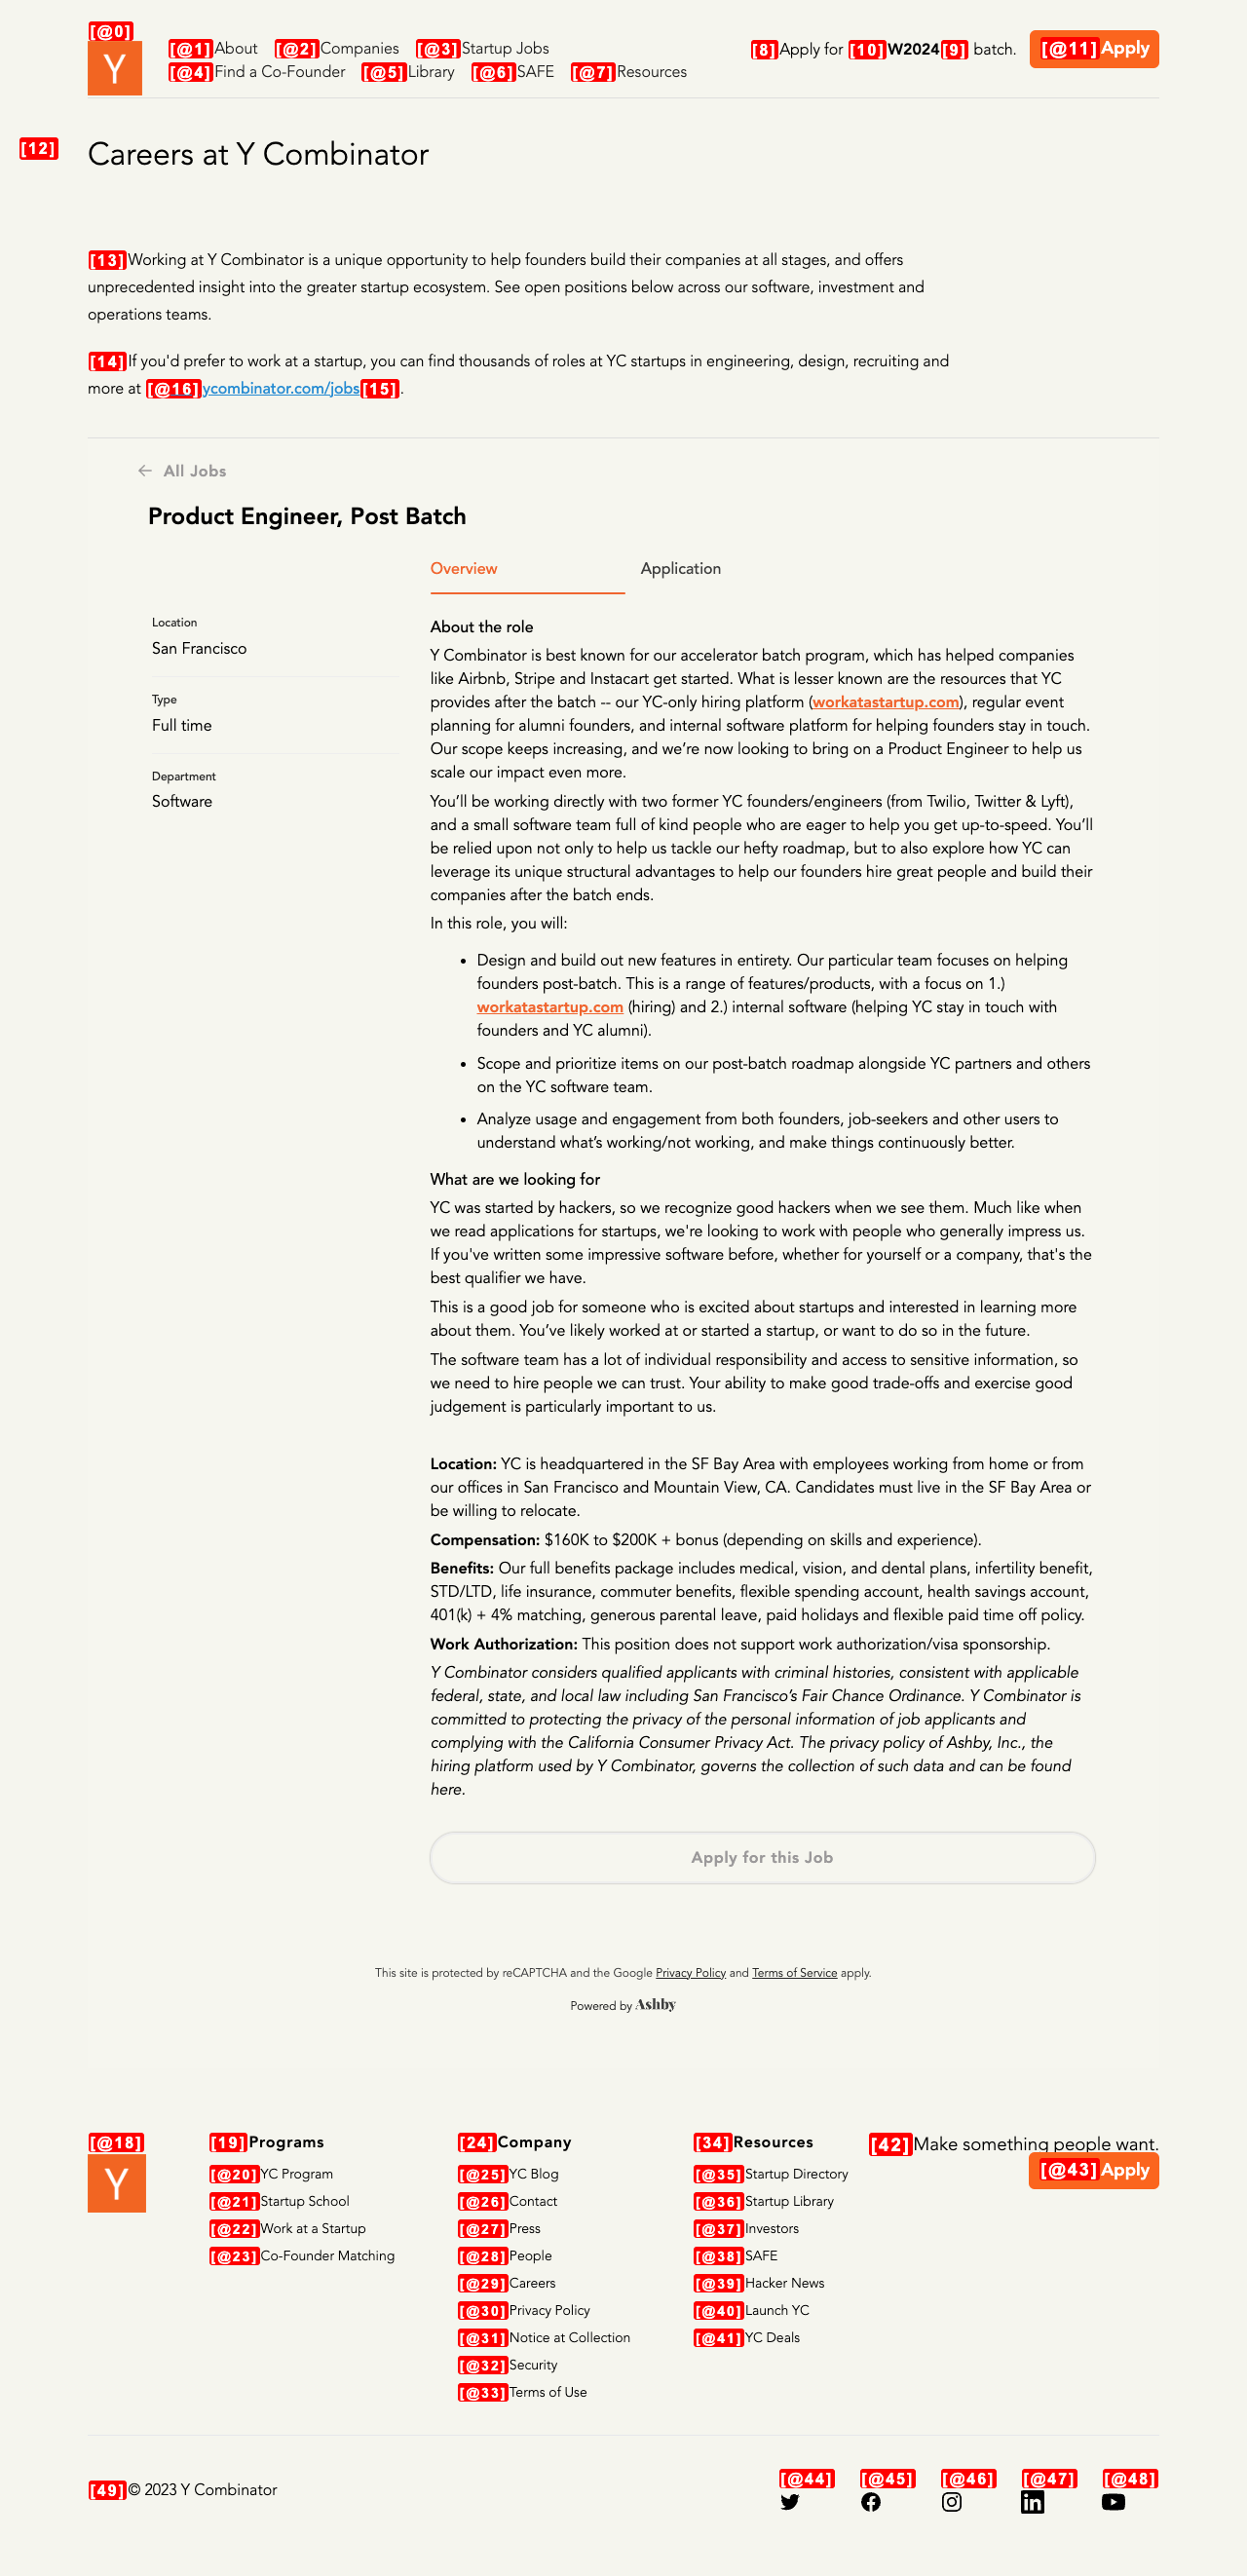 [@0]
Y
[@1]About [@2]Companies [@3]Startup Jobs
[@4]Find a Co-Founder [@5]Library [@6]SAFE [@7]Resources
[8]Apply for [10]W2024[9] batch. [@11]Apply
[12] Careers at Y Combinator
[13]Working at Y Combinator is a unique opportunity to help founders build their companies at all stages, and offers
unprecedented insight into the greater startup ecosystem. See open positions below across our software, investment and
operations teams.
[14]If you'd prefer to work at a startup, you can find thousands of roles at YC startups in engineering, design, recruiting and
more at [@16]ycombinator.com/jobs[15].
← All Jobs
Product Engineer, Post Batch
Overview Application
Location
San Francisco
Type
Full time
Department
Software
About the role
Y Combinator is best known for our accelerator batch program, which has helped companies
like Airbnb, Stripe and Instacart get started. What is lesser known are the resources that YC
provides after the batch -- our YC-only hiring platform (workatastartup.com), regular event
planning for alumni founders, and internal software platform for helping founders stay in touch.
Our scope keeps increasing, and we’re now looking to bring on a Product Engineer to help us
scale our impact even more.
You’ll be working directly with two former YC founders/engineers (from Twilio, Twitter & Lyft),
and a small software team full of kind people who are eager to help you get up-to-speed. You’ll
be relied upon not only to help us tackle our hefty roadmap, but to also explore how YC can
leverage its unique structural advantages to help our founders hire great people and build their
companies after the batch ends.
In this role, you will:
• Design and build out new features in entirety. Our particular team focuses on helping
founders post-batch. This is a range of features/products, with a focus on 1.)
workatastartup.com (hiring) and 2.) internal software (helping YC stay in touch with
founders and YC alumni).
• Scope and prioritize items on our post-batch roadmap alongside YC partners and others
on the YC software team.
• Analyze usage and engagement from both founders, job-seekers and other users to
understand what’s working/not working, and make things continuously better.
What are we looking for
YC was started by hackers, so we recognize good hackers when we see them. Much like when
we read applications for startups, we're looking to work with people who generally impress us.
If you've written some impressive software before, whether for yourself or a company, that's the
best qualifier we have.
This is a good job for someone who is excited about startups and interested in learning more
about them. You’ve likely worked at or started a startup, or want to do so in the future.
The software team has a lot of individual responsibility and access to sensitive information, so
we need to hire people we can trust. Your ability to make good trade-offs and exercise good
judgement is particularly important to us.
Location: YC is headquartered in the SF Bay Area with employees working from home or from
our offices in San Francisco and Mountain View, CA. Candidates must live in the SF Bay Area or
be willing to relocate.
Compensation: $160K to $200K + bonus (depending on skills and experience).
Benefits: Our full benefits package includes medical, vision, and dental plans, infertility benefit,
STD/LTD, life insurance, commuter benefits, flexible spending account, health savings account,
401(k) + 4% matching, generous parental leave, paid holidays and flexible paid time off policy.
Work Authorization: This position does not support work authorization/visa sponsorship.
Y Combinator considers qualified applicants with criminal histories, consistent with applicable
federal, state, and local law including San Francisco’s Fair Chance Ordinance. Y Combinator is
committed to protecting the privacy of the personal information of job applicants and
complying with the California Consumer Privacy Act. The privacy policy of Ashby, Inc., the
hiring platform used by Y Combinator, governs the collection of such data and can be found
here.
Apply for this Job
This site is protected by reCAPTCHA and the Google Privacy Policy and Terms of Service apply.
Powered by Ashby
[@18]
Y
[19]Programs
[@20]YC Program
[@21]Startup School
[@22]Work at a Startup
[@23]Co-Founder Matching
[24]Company
[@25]YC Blog
[@26]Contact
[@27]Press
[@28]People
[@29]Careers
[@30]Privacy Policy
[@31]Notice at Collection
[@32]Security
[@33]Terms of Use
[34]Resources
[@35]Startup Directory
[@36]Startup Library
[@37]Investors
[@38]SAFE
[@39]Hacker News
[@40]Launch YC
[@41]YC Deals
[42]Make something people want.
[@43]Apply
[49]© 2023 Y Combinator
[@44] [@45] [@46] [@47] [@48]